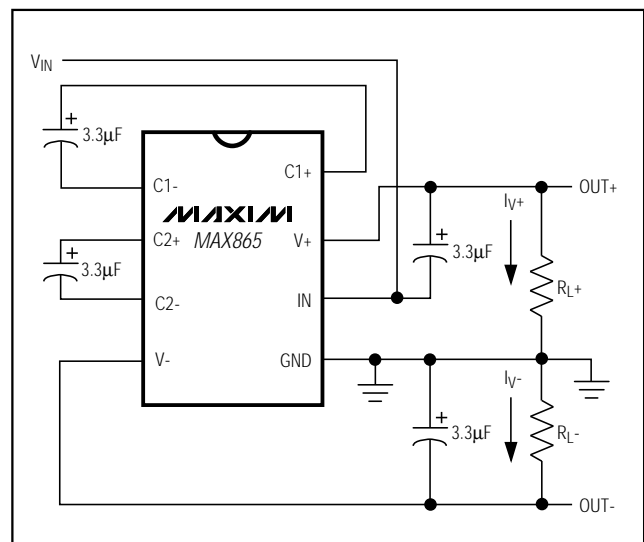 VIN
+
3.3µF
C1+
C1-
MAXIM
MAX865
OUT+
IV+
C2+
V+
+
3.3µF
+
3.3µF
RL+
IN
C2-
V-
GND
IV-
+
3.3µF
RL-
OUT-